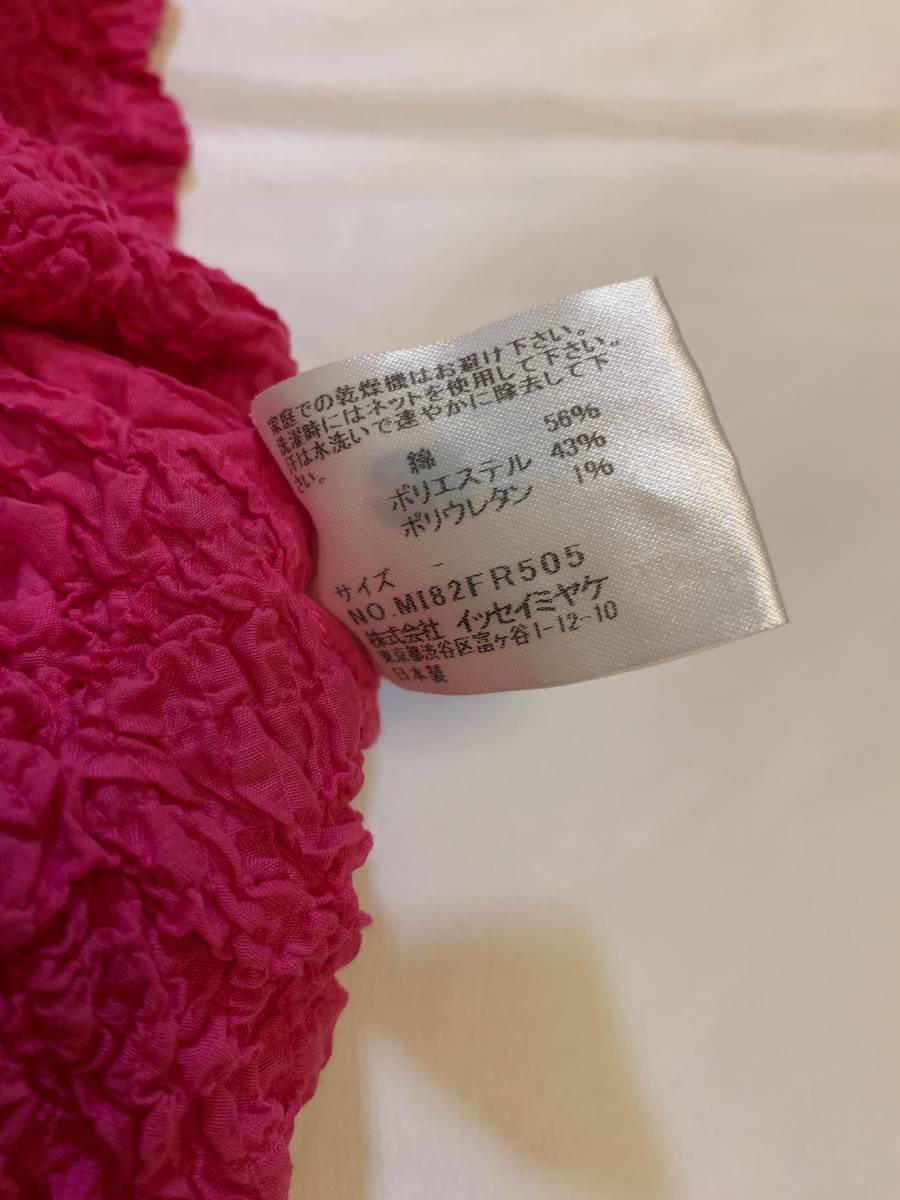 家庭での乾燥機はお避け下さい。
洗濯時にはネットを使用して下さい。
汗は水洗いで速やかに除去して下
さい。
綿 56%
ポリエステル 43%
ポリウレタン 1%
サイズ -
NO.MI82FR505
株式会社 イッセイミヤケ
東京都渋谷区富ケ谷1-12-10
日本製